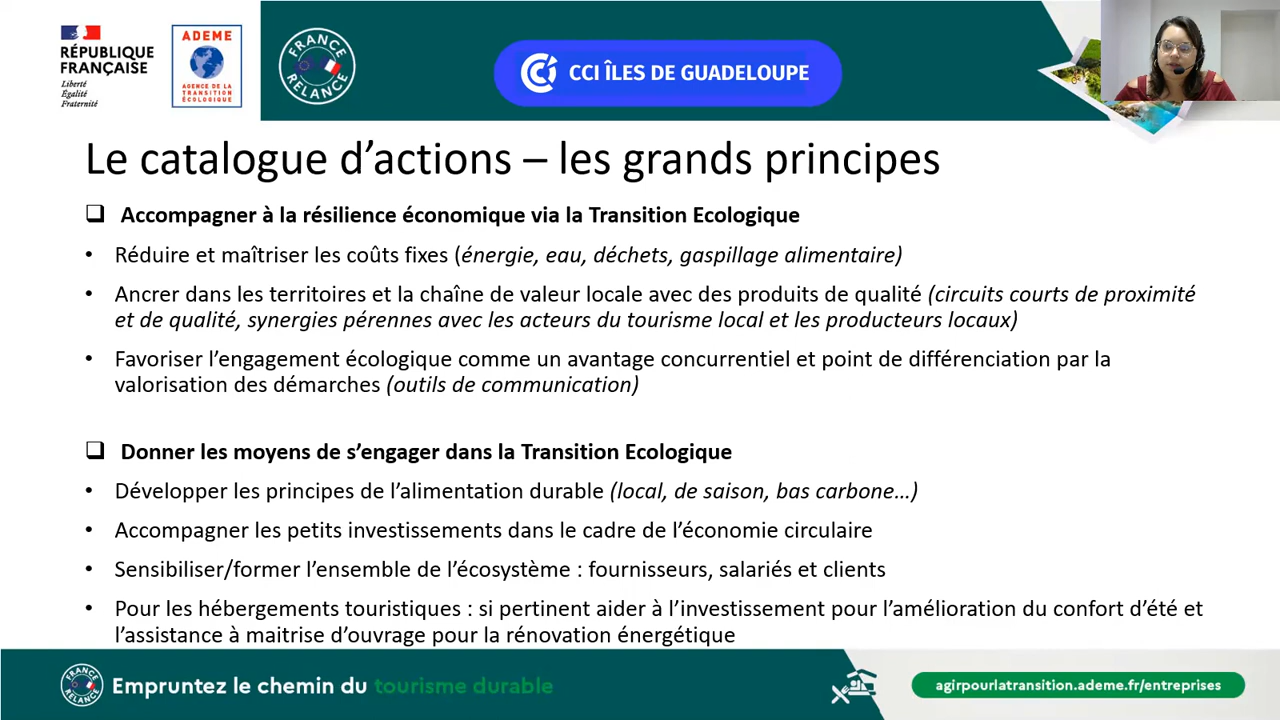 RÉPUBLIQUE
FRANÇAISE
Liberté
Égalité
Fraternité
ADEME
AGENCE DE LA
TRANSITION
ÉCOLOGIQUE
FRANCE
RELANCE
CCI ÎLES DE GUADELOUPE
Le catalogue d’actions – les grands principes
Accompagner à la résilience économique via la Transition Ecologique
• Réduire et maîtriser les coûts fixes (énergie, eau, déchets, gaspillage alimentaire)
• Ancrer dans les territoires et la chaîne de valeur locale avec des produits de qualité (circuits courts de proximité
et de qualité, synergies pérennes avec les acteurs du tourisme local et les producteurs locaux)
• Favoriser l’engagement écologique comme un avantage concurrentiel et point de différenciation par la
valorisation des démarches (outils de communication)
Donner les moyens de s’engager dans la Transition Ecologique
• Développer les principes de l’alimentation durable (local, de saison, bas carbone…)
• Accompagner les petits investissements dans le cadre de l’économie circulaire
• Sensibiliser/former l’ensemble de l’écosystème : fournisseurs, salariés et clients
• Pour les hébergements touristiques : si pertinent aider à l’investissement pour l’amélioration du confort d’été et
l’assistance à maitrise d’ouvrage pour la rénovation énergétique
FRANCE
RELANCE
Empruntez le chemin du tourisme durable
agirpourlatransition.ademe.fr/entreprises